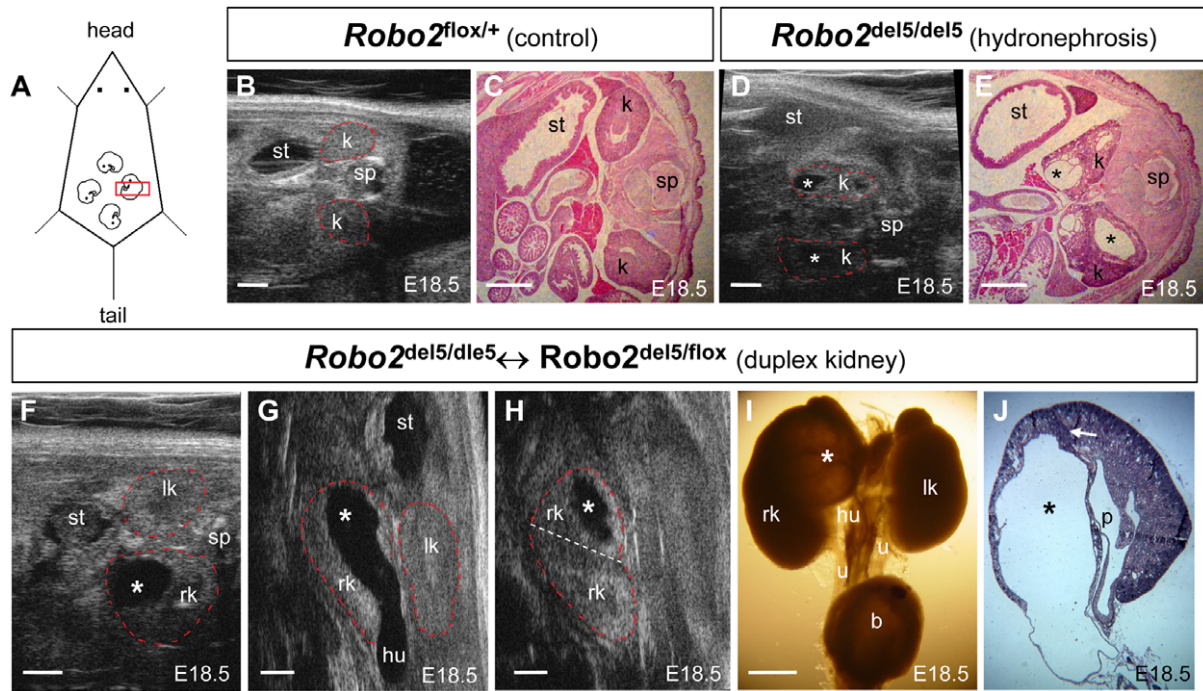 A
head
tail
Robo2flox/+ (control)
Robo2del5/del5 (hydronephrosis)
B
st
k
sp
k
E18.5
C
st
k
sp
k
E18.5
D
st
* k
sp
* k
E18.5
E
st
k
*
sp
*
k
E18.5
Robo2del5/dle5↔ Robo2del5/flox (duplex kidney)
F
lk
st
sp
*
rk
E18.5
G
st
*
lk
rk
hu
E18.5
H
rk
*
rk
E18.5
I
*
lk
rk
hu
u
u
b
E18.5
J
*
p
E18.5